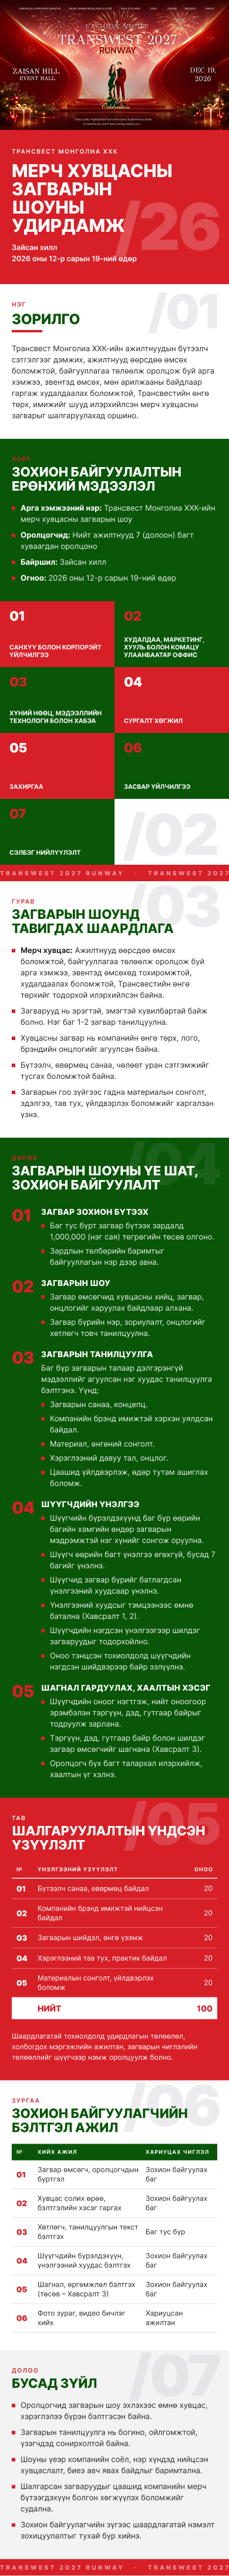 FASHION NIGHT
TRANSWEST 2027
RUNWAY
ZAISAN HILL
EVENT HALL
DEC 19,
2026
Celebration
ТРАНСВЕСТ МОНГОЛИА ХХК
МЕРЧ ХУВЦАСНЫ
ЗАГВАРЫН
ШОУНЫ
УДИРДАМЖ
/26
Зайсан хилл
2026 оны 12-р сарын 19-ний өдөр
НЭГ
/01
ЗОРИЛГО
Трансвест Монголиа ХХК-ийн ажилтнуудын бүтээлч
сэтгэлгээг дэмжих, ажилтнууд өөрсдөө өмсөх
боломжтой, байгууллагаа төлөөлж оролцож буй арга
хэмжээ, эвентэд өмсөх, мөн арилжааны байдлаар
гаргаж худалдаалах боломжтой, Трансвестийн өнгө
төрх, имижийг шууд илэрхийлсэн мерч хувцасны
загварыг шалгаруулахад оршино.
ХОЁР
ЗОХИОН БАЙГУУЛАЛТЫН
ЕРӨНХИЙ МЭДЭЭЛЭЛ
Арга хэмжээний нэр: Трансвест Монголиа ХХК-ийн
мерч хувцасны загварын шоу
Оролцогчид: Нийт ажилтнууд 7 (долоон) багт
хуваагдан оролцоно
Байршил: Зайсан хилл
Огноо: 2026 оны 12-р сарын 19-ний өдөр
01
САНХҮҮ БОЛОН КОРПОРЭЙТ
ҮЙЛЧИЛГЭЭ
02
ХУДАЛДАА, МАРКЕТИНГ,
ХУУЛЬ БОЛОН КОМАЦУ
УЛААНБААТАР ОФФИС
03
ХҮНИЙ НӨӨЦ, МЭДЭЭЛЛИЙН
ТЕХНОЛОГИ БОЛОН ХАБЭА
04
СУРГАЛТ ХӨГЖИЛ
05
ЗАХИРГАА
06
ЗАСВАР ҮЙЛЧИЛГЭЭ
07
СЭЛБЭГ НИЙЛҮҮЛЭЛТ
/02
TRANSWEST 2027 RUNWAY · TRANSWEST 2027
ГУРАВ
/03
ЗАГВАРЫН ШОУНД
ТАВИГДАХ ШААРДЛАГА
Мерч хувцас: Ажилтнууд өөрсдөө өмсөх
боломжтой, байгууллагаа төлөөлж оролцож буй
арга хэмжээ, эвентэд өмсөхөд тохиромжтой,
худалдаалах боломжтой, Трансвестийн өнгө
төрхийг тодорхой илэрхийлсэн байна.
Загварууд нь эрэгтэй, эмэгтэй хувилбартай байж
болно. Нэг баг 1-2 загвар танилцуулна.
Хувцасны загвар нь компанийн өнгө төрх, лого,
брэндийн онцлогийг агуулсан байна.
Бүтээлч, өвөрмөц санаа, чөлөөт уран сэтгэмжийг
тусгах боломжтой байна.
Загварын гоо зүйгээс гадна материалын сонголт,
эдэлгээ, тав тух, үйлдвэрлэх боломжийг харгалзан
үзнэ.
ДӨРӨВ
/04
ЗАГВАРЫН ШОУНЫ ҮЕ ШАТ,
ЗОХИОН БАЙГУУЛАЛТ
01
ЗАГВАР ЗОХИОН БҮТЭЭХ
Баг тус бүрт загвар бүтээх зардалд
1,000,000 (нэг сая) төгрөгийн төсөв олгоно.
Зардлын төлбөрийн баримтыг
байгууллагын нэр дээр авна.
02
ЗАГВАРЫН ШОУ
Загвар өмсөгчид хувцасны хийц, загвар,
онцлогийг харуулах байдлаар алхана.
Загвар бүрийн нэр, зориулалт, онцлогийг
хөтлөгч товч танилцуулна.
03
ЗАГВАРЫН ТАНИЛЦУУЛГА
Баг бүр загварын талаар дэлгэрэнгүй
мэдээллийг агуулсан нэг хуудас танилцуулга
бэлтгэнэ. Үүнд:
Загварын санаа, концепц.
Компанийн брэнд имижтэй хэрхэн уялдсан
байдал.
Материал, өнгөний сонголт.
Хэрэглээний давуу тал, онцлог.
Цаашид үйлдвэрлэж, өдөр тутам ашиглах
боломж.
04
ШҮҮГЧДИЙН ҮНЭЛГЭЭ
Шүүгчийн бүрэлдэхүүнд баг бүр өөрийн
багийн хамгийн өндөр загварын
мэдрэмжтэй нэг хүнийг сонгож оруулна.
Шүүгч өөрийн багт үнэлгээ өгөхгүй, бусад 7
багийг үнэлнэ.
Шүүгчид загвар бүрийг батлагдсан
үнэлгээний хуудсаар үнэлнэ.
Үнэлгээний хуудсыг тэмцээнээс өмнө
батална (Хавсралт 1, 2).
Шүүгчдийн нэгдсэн үнэлгээгээр шилдэг
загваруудыг тодорхойлно.
Оноо тэнцсэн тохиолдолд шүүгчдийн
нэгдсэн шийдвэрээр байр эзлүүлнэ.
05
ШАГНАЛ ГАРДУУЛАХ, ХААЛТЫН ХЭСЭГ
Шүүгчдийн оноог нэгтгэж, нийт оноогоор
эрэмбэлэн тэргүүн, дэд, гутгаар байрыг
тодруулж зарлана.
Тэргүүн, дэд, гутгаар байр болон шилдэг
загвар өмсөгчийг шагнана (Хавсралт 3).
Оролцогч бүх багт талархал илэрхийлж,
хаалтын үг хэлнэ.
ТАВ
/05
ШАЛГАРУУЛАЛТЫН ҮНДСЭН
ҮЗҮҮЛЭЛТ
№ ҮНЭЛГЭЭНИЙ ҮЗҮҮЛЭЛТ ОНОО
01 Бүтээлч санаа, өвөрмөц байдал 20
02 Компанийн брэнд имижтэй нийцсэн
байдал 20
03 Загварын шийдэл, өнгө үзэмж 20
04 Хэрэглээний тав тух, практик байдал 20
05 Материалын сонголт, үйлдвэрлэх
боломж 20
НИЙТ 100
Шаардлагатай тохиолдолд удирдлагын төлөөлөл,
холбогдох мэргэжлийн ажилтан, загварын чиглэлийн
төлөөллийг шүүгчээр нэмж оролцуулж болно.
ЗУРГАА
/06
ЗОХИОН БАЙГУУЛАГЧИЙН
БЭЛТГЭЛ АЖИЛ
№ ХИЙХ АЖИЛ ХАРИУЦАХ ЧИГЛЭЛ
01 Загвар өмсөгч, оролцогчдын
бүртгэл Зохион байгуулах
баг
02 Хувцас солих өрөө,
бэлтгэлийн хэсэг гаргах Зохион байгуулах
баг
03 Хөтлөгч, танилцуулгын текст
бэлтгэх Баг тус бүр
04 Шүүгчдийн бүрэлдэхүүн,
үнэлгээний хуудас бэлтгэх Зохион байгуулах
баг
05 Шагнал, өргөмжлөл бэлтгэх
(төсөв – Хавсралт 3) Зохион байгуулах
баг
06 Фото зураг, видео бичлэг
хийх Хариуцсан
ажилтан
ДОЛОО
/07
БУСАД ЗҮЙЛ
Оролцогчид загварын шоу эхлэхээс өмнө хувцас,
хэрэглэлээ бүрэн бэлтгэсэн байна.
Загварын танилцуулга нь богино, ойлгомжтой,
үзэгчдэд сонирхолтой байна.
Шоуны үеэр компанийн соёл, нэр хүндэд нийцсэн
хувцаслалт, биеэ авч явах байдлыг баримтална.
Шалгарсан загваруудыг цаашид компанийн мерч
бүтээгдэхүүн болгон хөгжүүлэх боломжийг
судална.
Зохион байгуулагчийн зүгээс шаардлагатай нэмэлт
зохицуулалтыг тухай бүр хийнэ.
TRANSWEST 2027 RUNWAY · TRANSWEST 2027